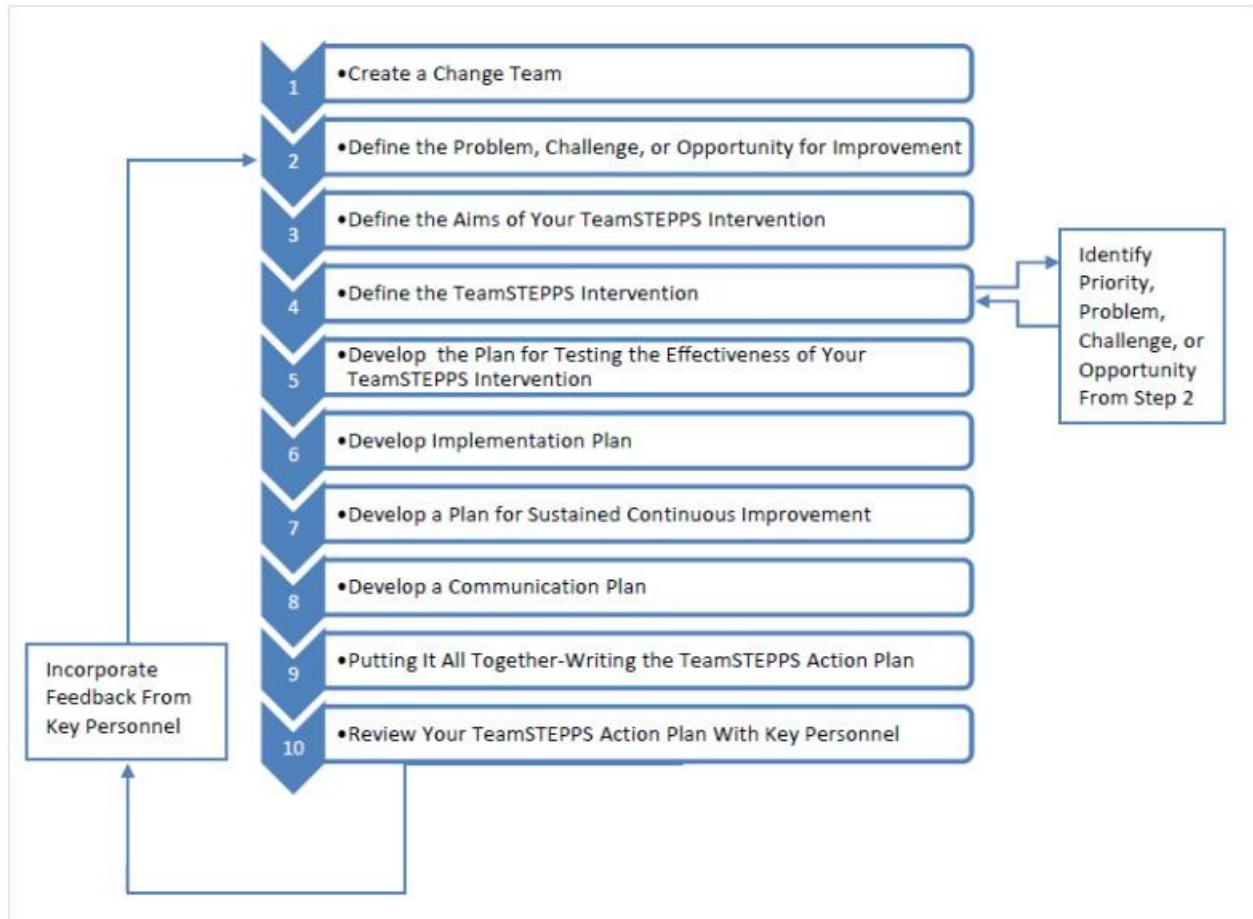 1
•Create a Change Team
2
•Define the Problem, Challenge, or Opportunity for Improvement
3
•Define the Aims of Your TeamSTEPPS Intervention
4
•Define the TeamSTEPPS Intervention
Identify
Priority,
Problem,
Challenge, or
Opportunity
From Step 2
5
•Develop the Plan for Testing the Effectiveness of Your
TeamSTEPPS Intervention
6
•Develop Implementation Plan
7
•Develop a Plan for Sustained Continuous Improvement
8
•Develop a Communication Plan
9
•Putting It All Together-Writing the TeamSTEPPS Action Plan
10
•Review Your TeamSTEPPS Action Plan With Key Personnel
Incorporate
Feedback From
Key Personnel